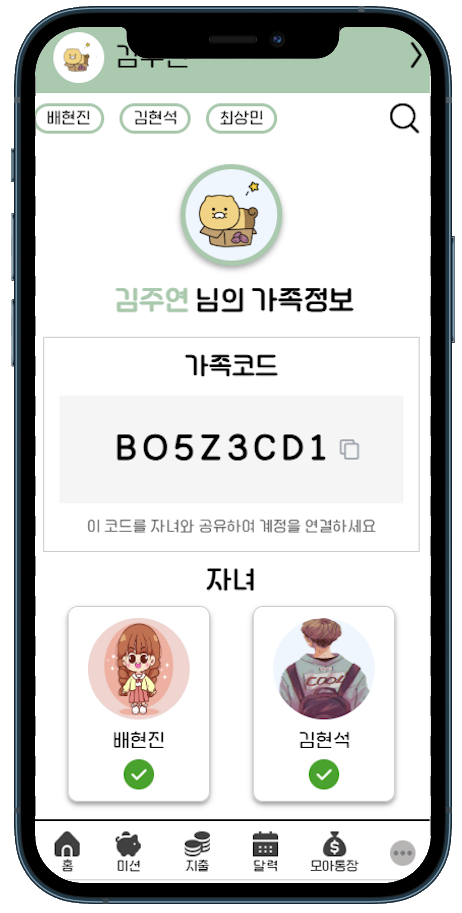 김주연
배현진 김현석 최상민
김주연 님의 가족정보
가족코드
BO5Z3CD1
이 코드를 자녀와 공유하여 계정을 연결하세요
자녀
COOL
배현진 김현석
홈 미션 지출 달력 모아통장